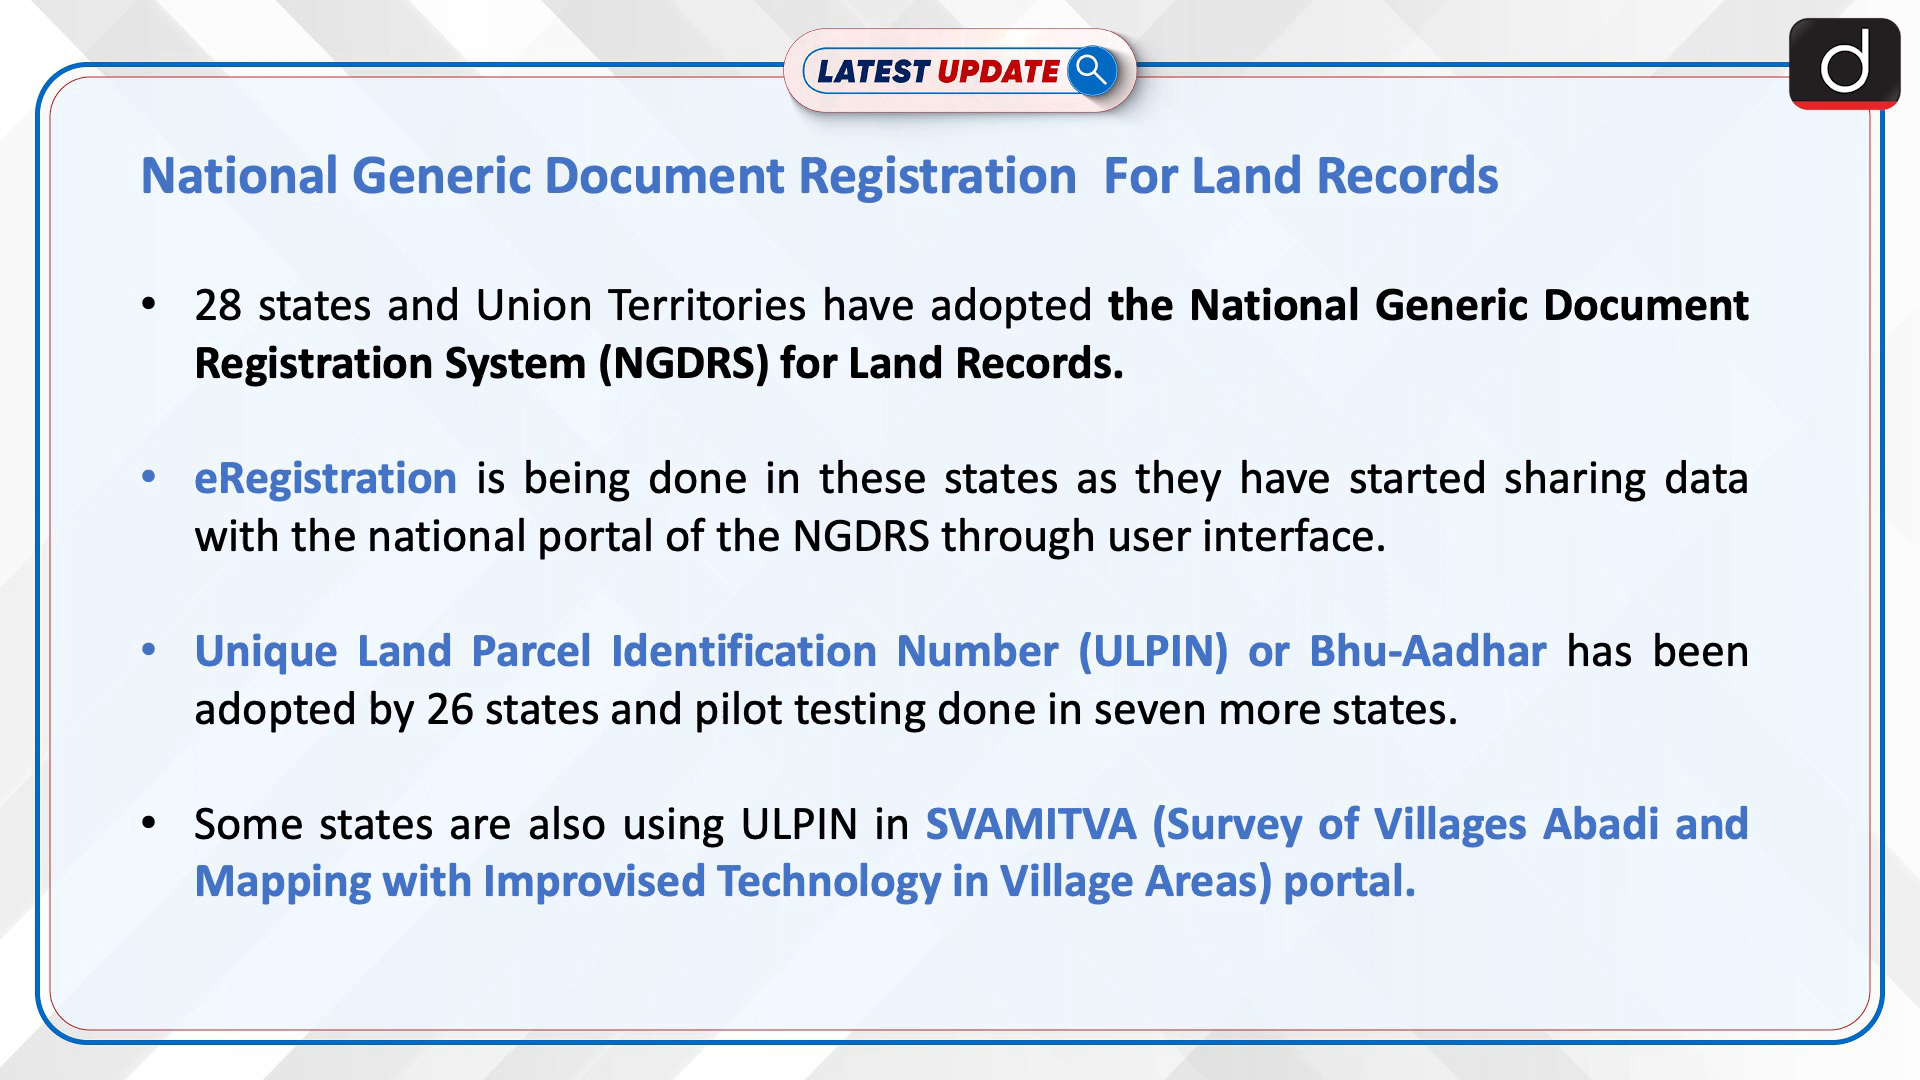 LATEST UPDATE
d
National Generic Document Registration For Land Records
• 28 states and Union Territories have adopted the National Generic Document
Registration System (NGDRS) for Land Records.
• eRegistration is being done in these states as they have started sharing data
with the national portal of the NGDRS through user interface.
• Unique Land Parcel Identification Number (ULPIN) or Bhu-Aadhar has been
adopted by 26 states and pilot testing done in seven more states.
• Some states are also using ULPIN in SVAMITVA (Survey of Villages Abadi and
Mapping with Improvised Technology in Village Areas) portal.